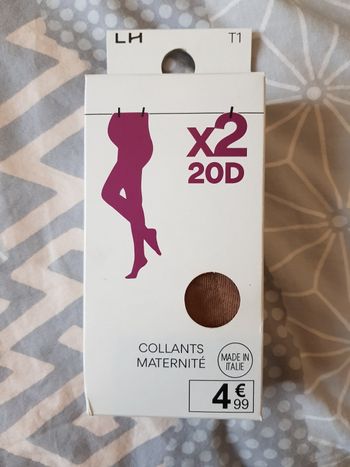 LH T1
x2
20D
COLLANTS
MATERNITÉ
MADE IN
ITALIE
4€99